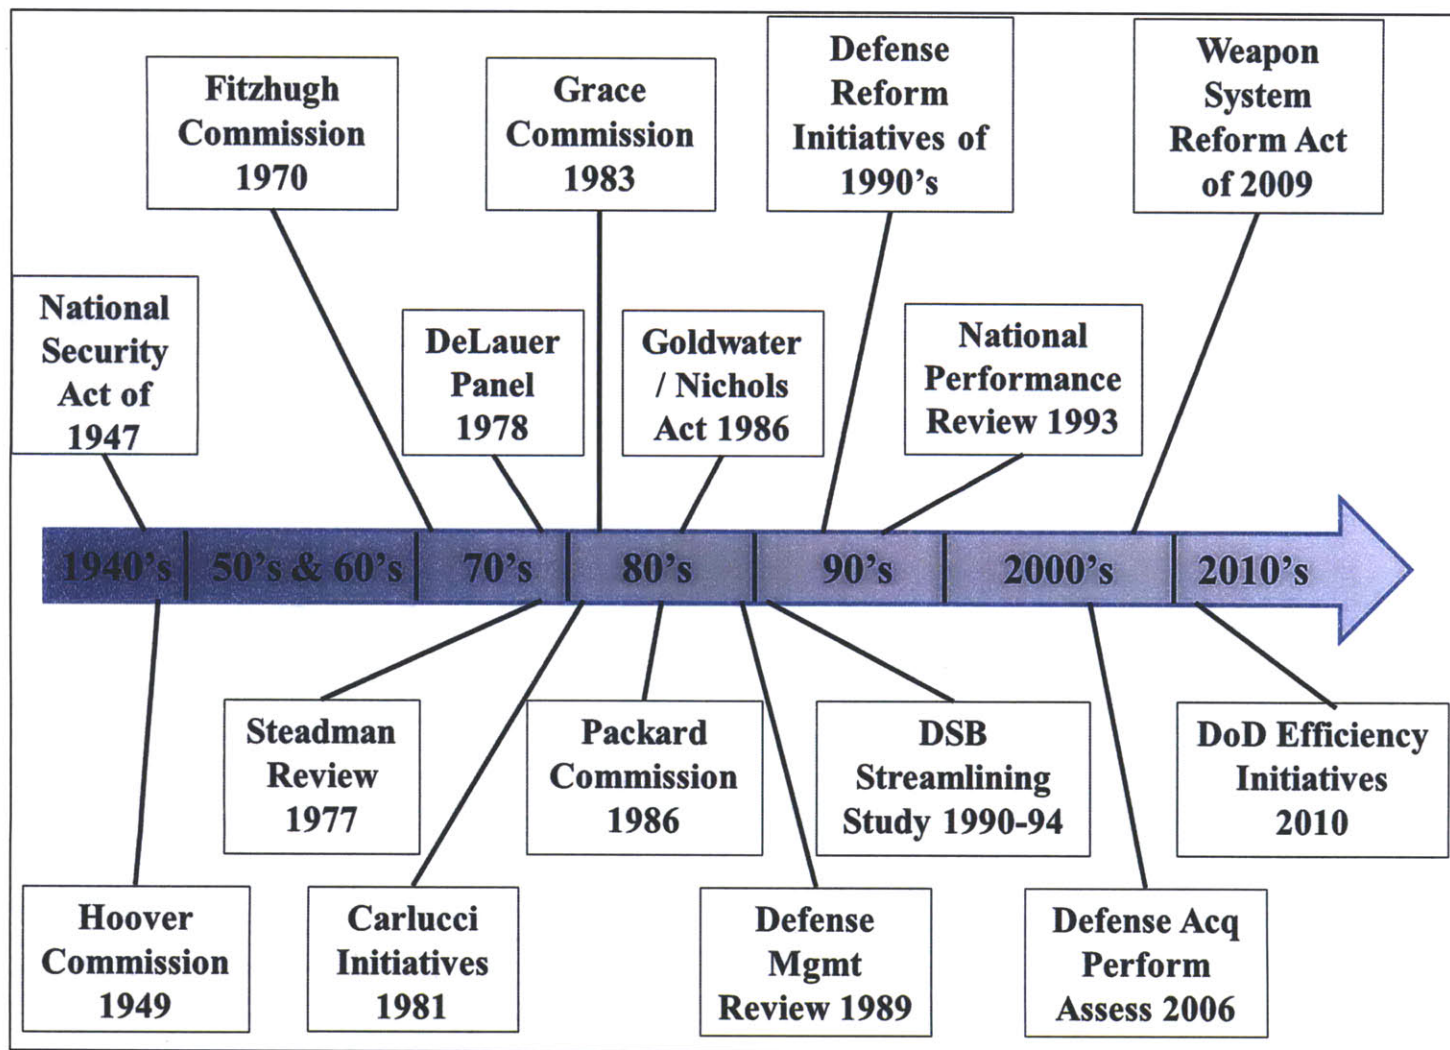 Fitzhugh
Commission
1970
Grace
Commission
1983
Defense
Reform
Initiatives of
1990's
Weapon
System
Reform Act
of 2009
National
Security
Act of
1947
DeLauer
Panel
1978
Goldwater
/ Nichols
Act 1986
National
Performance
Review 1993
1940's
50's & 60's
70's
80's
90's
2000's
2010's
Steadman
Review
1977
Packard
Commission
1986
DSB
Streamlining
Study 1990-94
DoD Efficiency
Initiatives
2010
Hoover
Commission
1949
Carlucci
Initiatives
1981
Defense
Mgmt
Review 1989
Defense Acq
Perform
Assess 2006